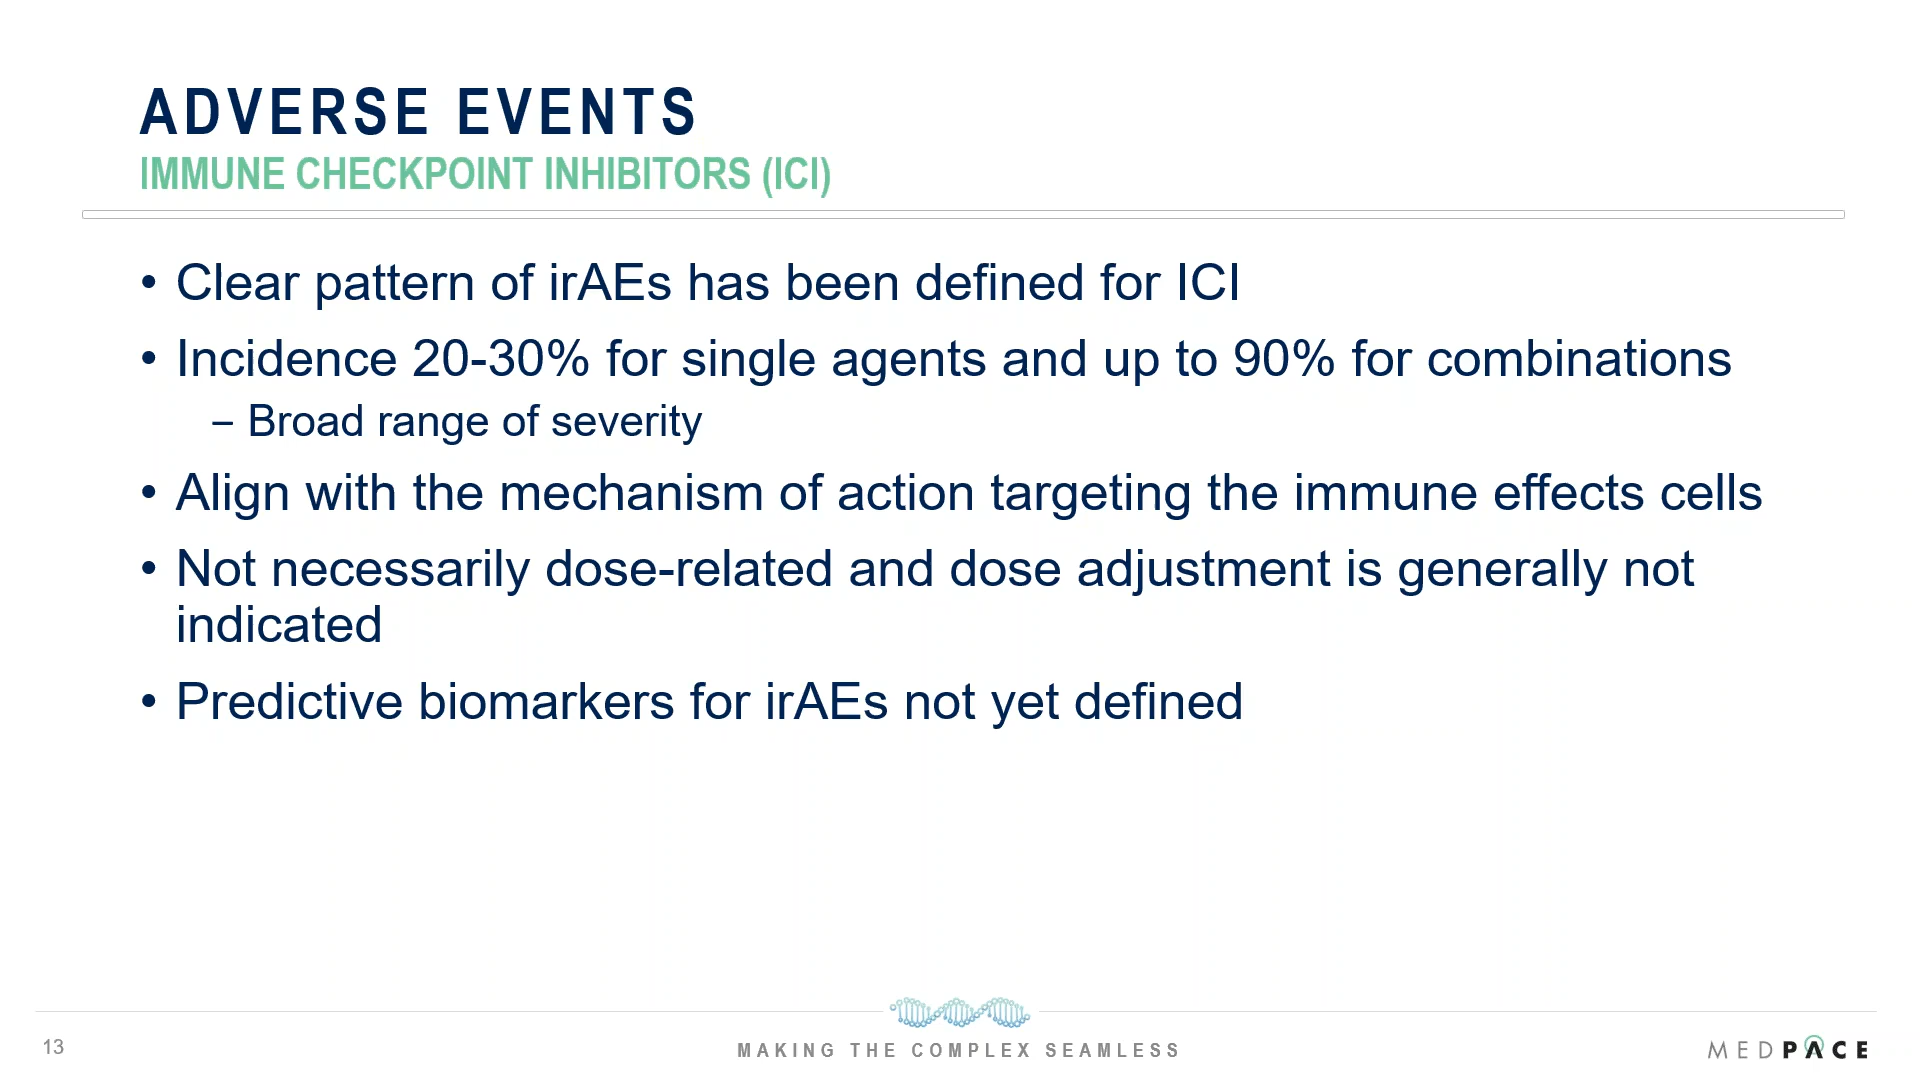 ADVERSE EVENTS
IMMUNE CHECKPOINT INHIBITORS (ICI)
• Clear pattern of irAEs has been defined for ICI
• Incidence 20-30% for single agents and up to 90% for combinations
– Broad range of severity
• Align with the mechanism of action targeting the immune effects cells
• Not necessarily dose-related and dose adjustment is generally not
indicated
• Predictive biomarkers for irAEs not yet defined
13
MAKING THE COMPLEX SEAMLESS
MEDPACE